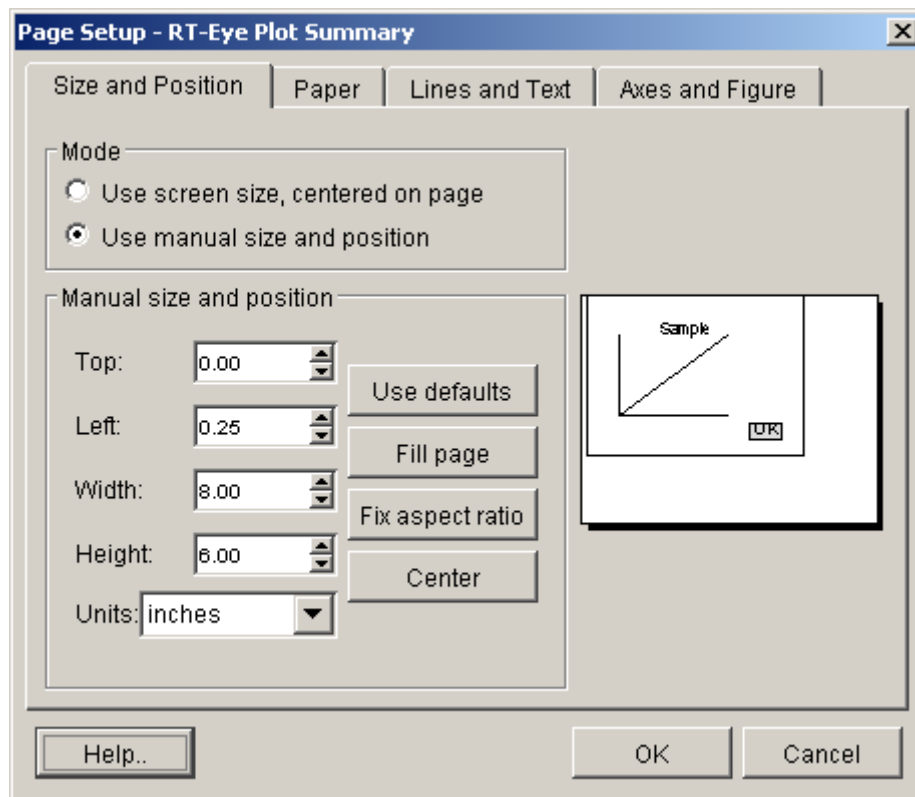 Page Setup - RT-Eye Plot Summary
Size and Position Paper Lines and Text Axes and Figure
Mode
Use screen size, centered on page
Use manual size and position
Manual size and position
Top: 0.00
Left: 0.25
Width: 8.00
Height: 6.00
Units: inches
Use defaults
Fill page
Fix aspect ratio
Center
Sample
OK
Help..
OK
Cancel